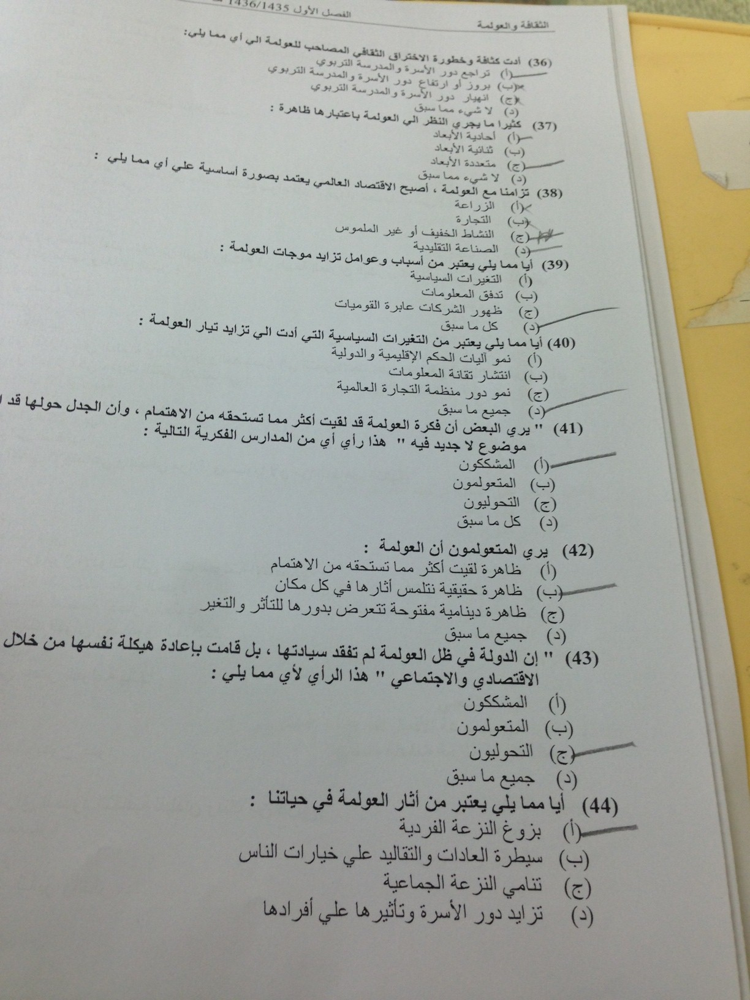 الثقافة والعولمة
الفصل الأول 1436/1435
(36) أدت كثافة وخطورة الاختراق الثقافي المصاحب للعولمة الي أي مما يلي:
(أ) تراجع دور الأسرة والمدرسة التربوي
(ب) بروز أو ارتفاع دور الأسرة والمدرسة التربوي
(ج) انهيار دور الأسرة والمدرسة التربوي
(د) لا شيء مما سبق
(37) كثيرا ما يجري النظر الي العولمة باعتبارها ظاهرة :
(أ) أحادية الأبعاد
(ب) ثنائية الأبعاد
(ج) متعددة الأبعاد
(د) لا شيء مما سبق
(38) تزامنا مع العولمة ، أصبح الاقتصاد العالمي يعتمد بصورة أساسية علي أي مما يلي :
(أ) الزراعة
(ب) التجارة
(ج) النشاط الخفيف أو غير الملموس
(د) الصناعة التقليدية
(39) أيا مما يلي يعتبر من أسباب وعوامل تزايد موجات العولمة :
(أ) التغيرات السياسية
(ب) تدفق المعلومات
(ج) ظهور الشركات عابرة القوميات
(د) كل ما سبق
(40) أيا مما يلي يعتبر من التغيرات السياسية التي أدت الي تزايد تيار العولمة :
(أ) نمو آليات الحكم الإقليمية والدولية
(ب) انتشار تقانة المعلومات
(ج) نمو دور منظمة التجارة العالمية
(د) جميع ما سبق
(41) " يري البعض أن فكرة العولمة قد لقيت أكثر مما تستحقه من الاهتمام ، وأن الجدل حولها قد
موضوع لا جديد فيه " هذا رأي أي من المدارس الفكرية التالية :
(أ) المشككون
(ب) المتعولمون
(ج) التحوليون
(د) كل ما سبق
(42) يري المتعولمون أن العولمة :
(أ) ظاهرة لقيت أكثر مما تستحقه من الاهتمام
(ب) ظاهرة حقيقية نتلمس أثارها في كل مكان
(ج) ظاهرة دينامية مفتوحة تتعرض بدورها للتأثر والتغير
(د) جميع ما سبق
(43) " إن الدولة في ظل العولمة لم تفقد سيادتها ، بل قامت بإعادة هيكلة نفسها من خلال
الاقتصادي والاجتماعي " هذا الرأي لأي مما يلي :
(أ) المشككون
(ب) المتعولمون
(ج) التحوليون
(د) جميع ما سبق
(44) أيا مما يلي يعتبر من أثار العولمة في حياتنا :
(أ) بزوغ النزعة الفردية
(ب) سيطرة العادات والتقاليد علي خيارات الناس
(ج) تنامي النزعة الجماعية
(د) تزايد دور الأسرة وتأثيرها علي أفرادها